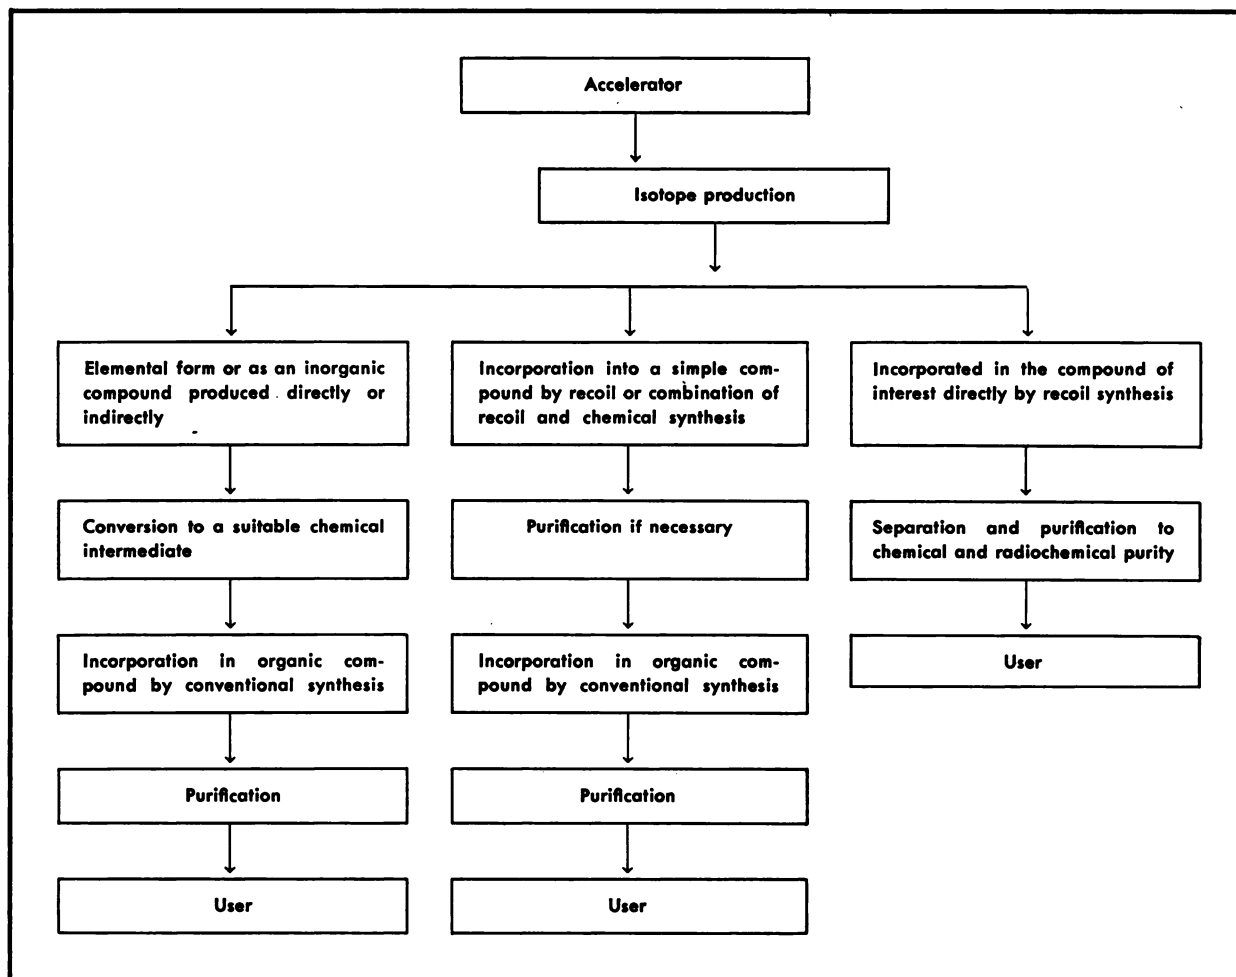 Accelerator
Isotope production
Elemental form or as an inorganic
compound produced directly or
indirectly
Incorporation into a simple com-
pound by recoil or combination of
recoil and chemical synthesis
Incorporated in the compound of
interest directly by recoil synthesis
Conversion to a suitable chemical
intermediate
Purification if necessary
Separation and purification to
chemical and radiochemical purity
Incorporation in organic com-
pound by conventional synthesis
Incorporation in organic com-
pound by conventional synthesis
User
Purification
Purification
User
User